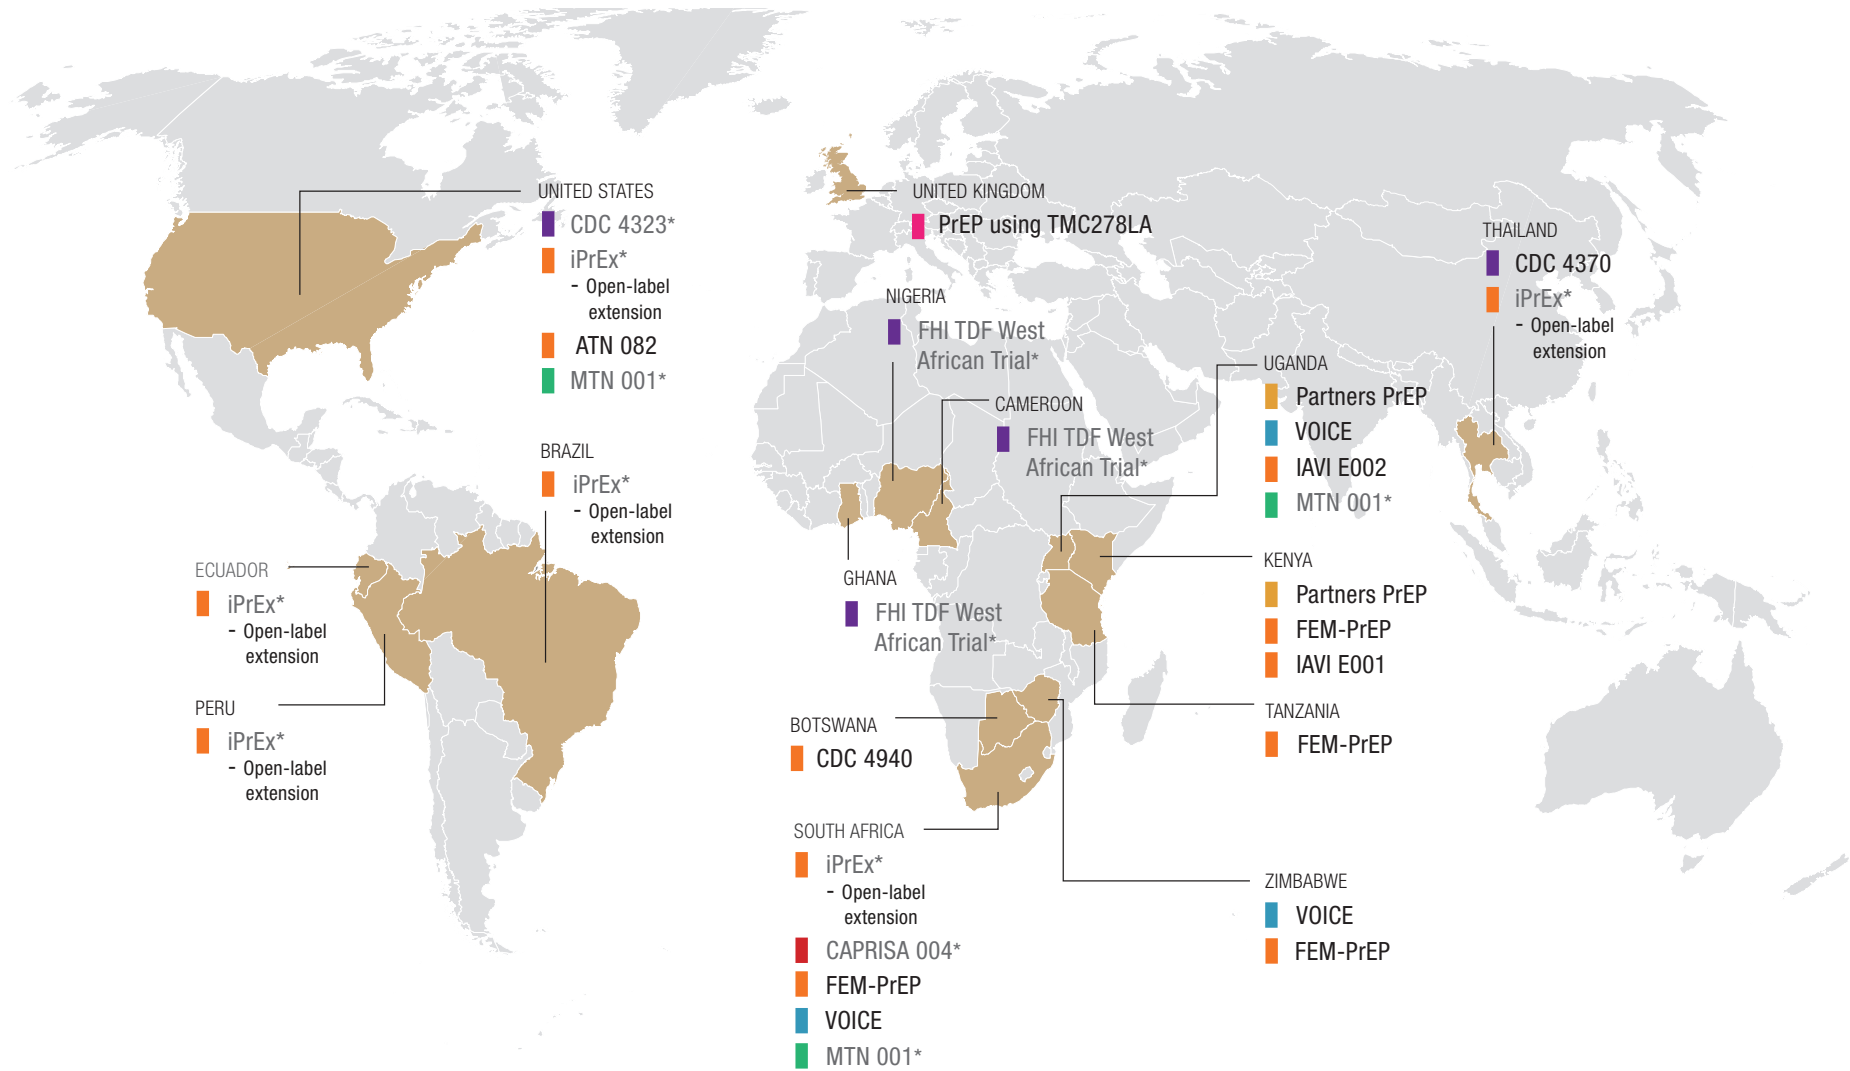 UNITED STATES
CDC 4323*
iPrEx*
- Open-label
extension
ATN 082
MTN 001*
BRAZIL
iPrEx*
- Open-label
extension
ECUADOR
iPrEx*
- Open-label
extension
PERU
iPrEx*
- Open-label
extension
UNITED KINGDOM
PrEP using TMC278LA
NIGERIA
FHI TDF West
African Trial*
CAMEROON
FHI TDF West
African Trial*
GHANA
FHI TDF West
African Trial*
BOTSWANA
CDC 4940
SOUTH AFRICA
iPrEx*
- Open-label
extension
CAPRISA 004*
FEM-PrEP
VOICE
MTN 001*
THAILAND
CDC 4370
iPrEx*
- Open-label
extension
UGANDA
Partners PrEP
VOICE
IAVI E002
MTN 001*
KENYA
Partners PrEP
FEM-PrEP
IAVI E001
TANZANIA
FEM-PrEP
ZIMBABWE
VOICE
FEM-PrEP